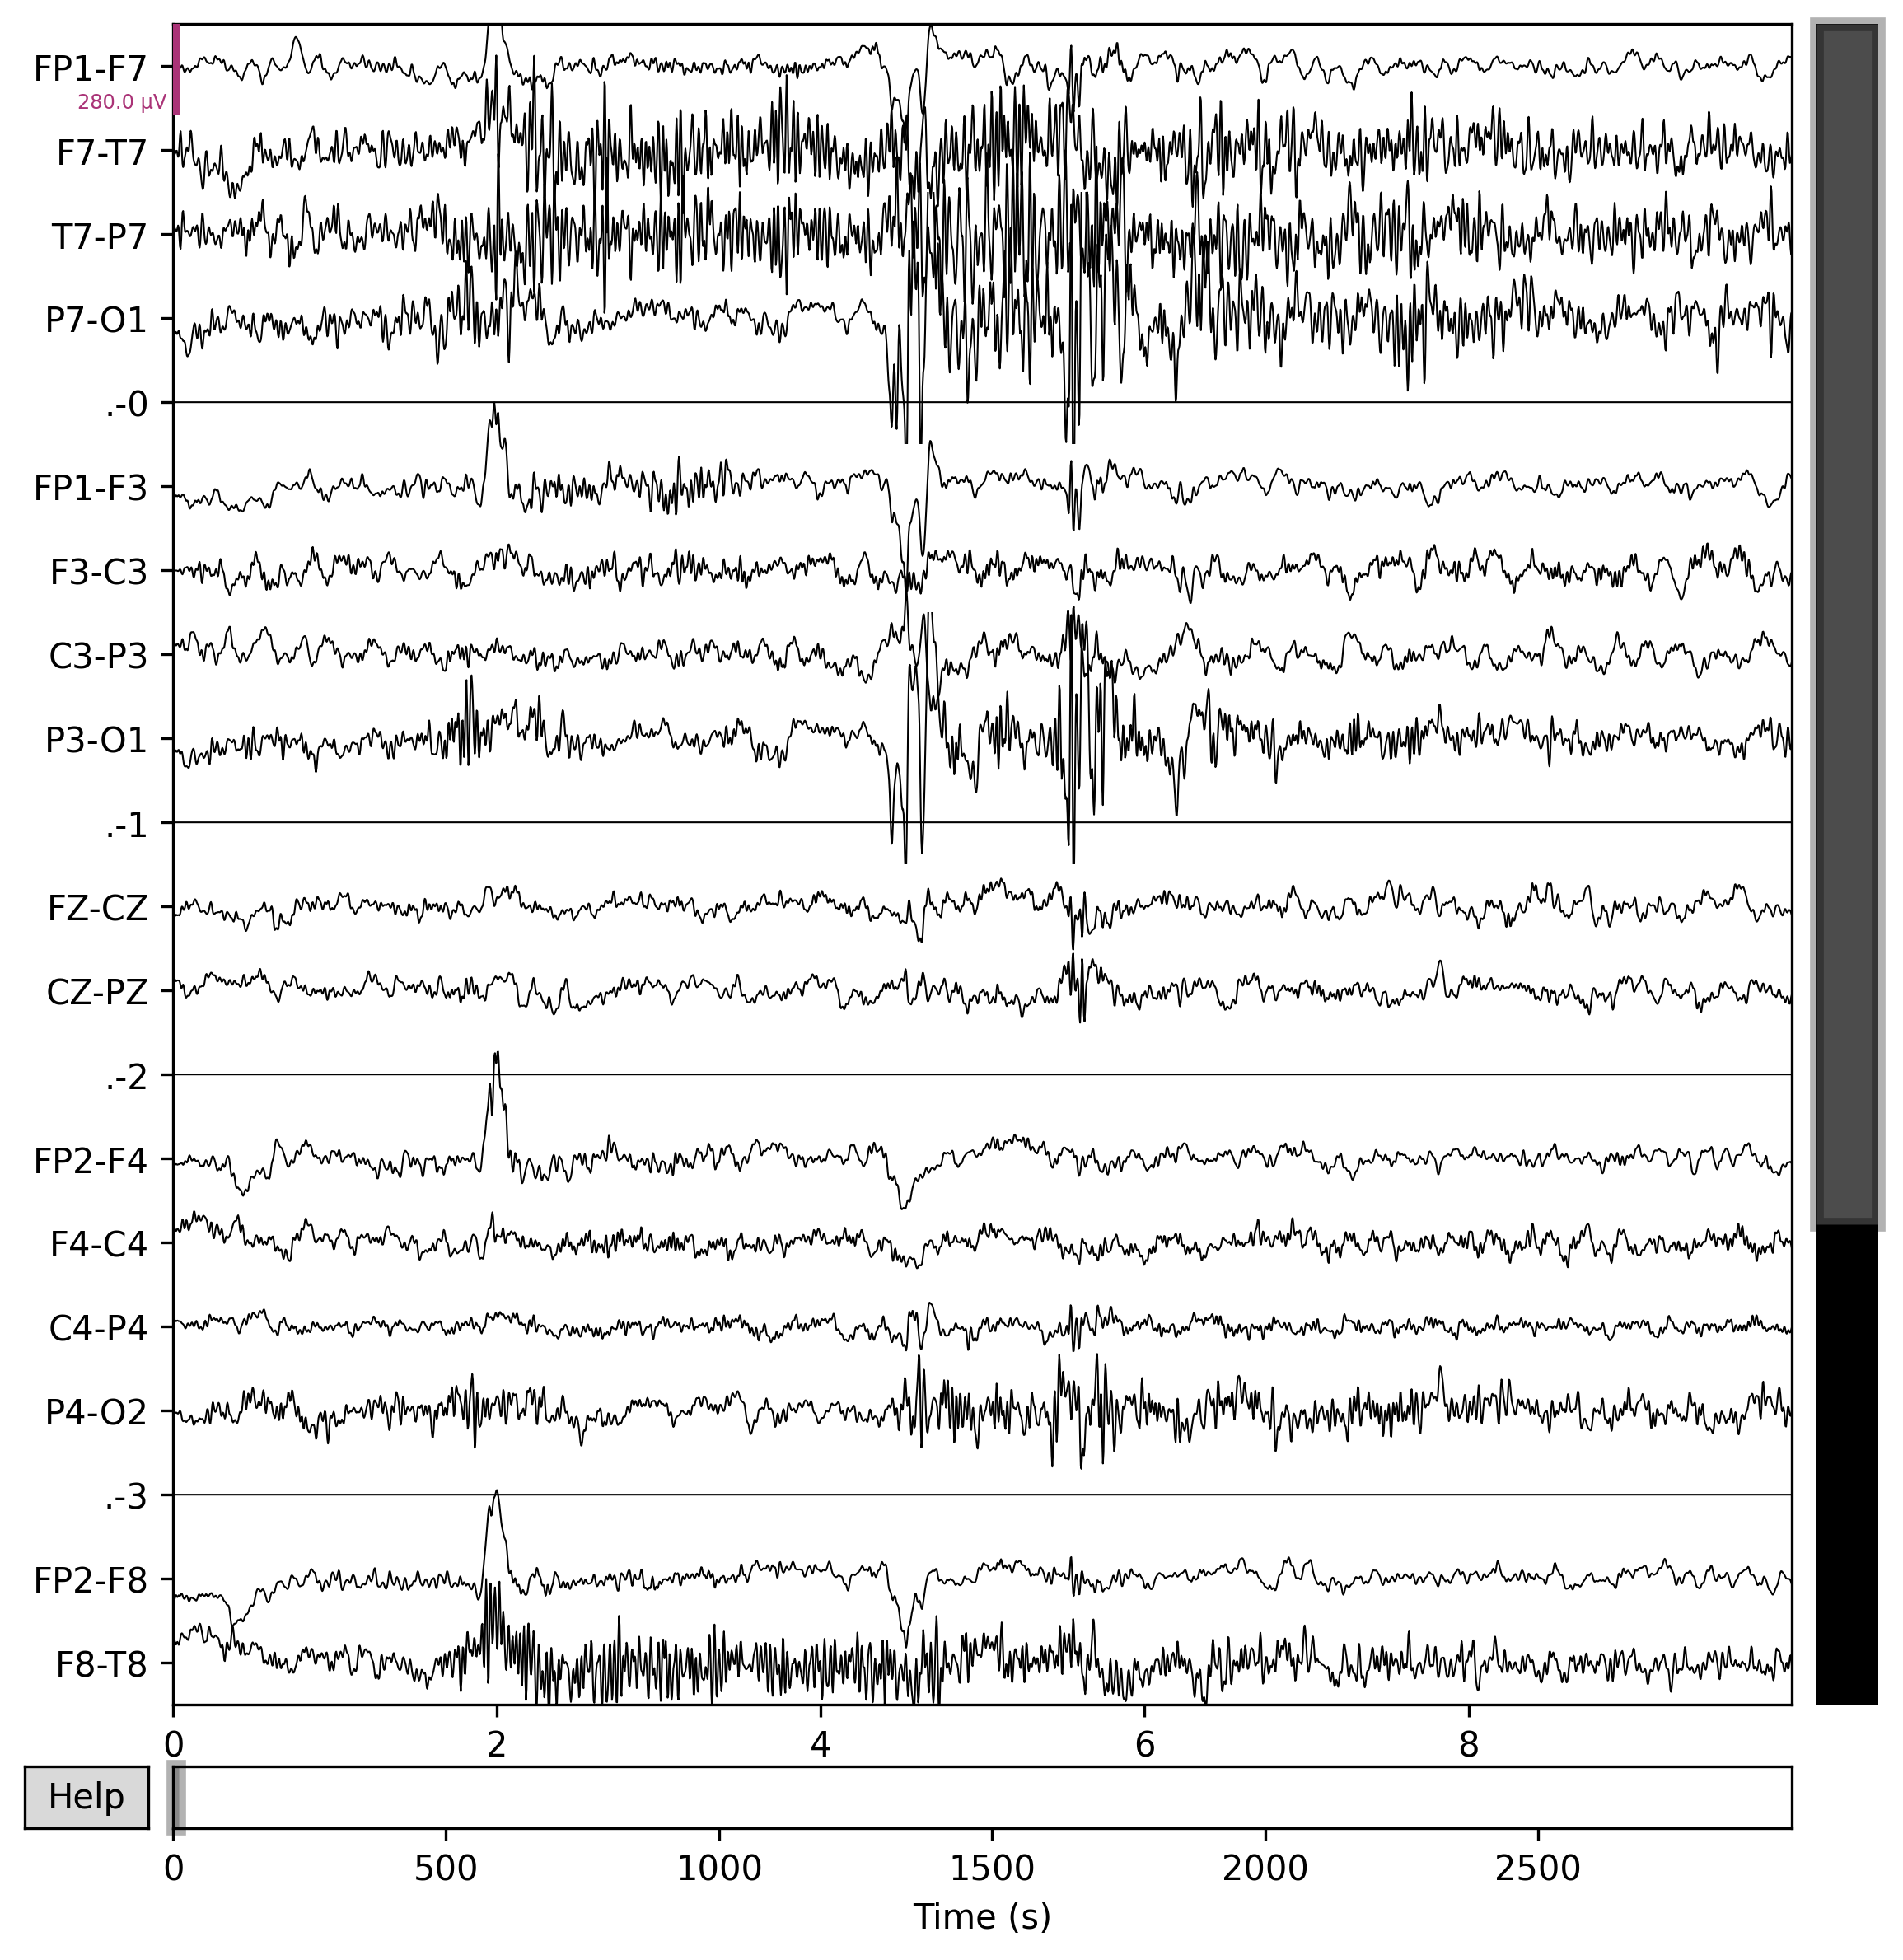 FP1-F7
280.0 µV
F7-T7
T7-P7
P7-O1
.-0
FP1-F3
F3-C3
C3-P3
P3-O1
.-1
FZ-CZ
CZ-PZ
.-2
FP2-F4
F4-C4
C4-P4
P4-O2
.-3
FP2-F8
F8-T8
0 2 4 6 8
Help
0 500 1000 1500 2000 2500
Time (s)